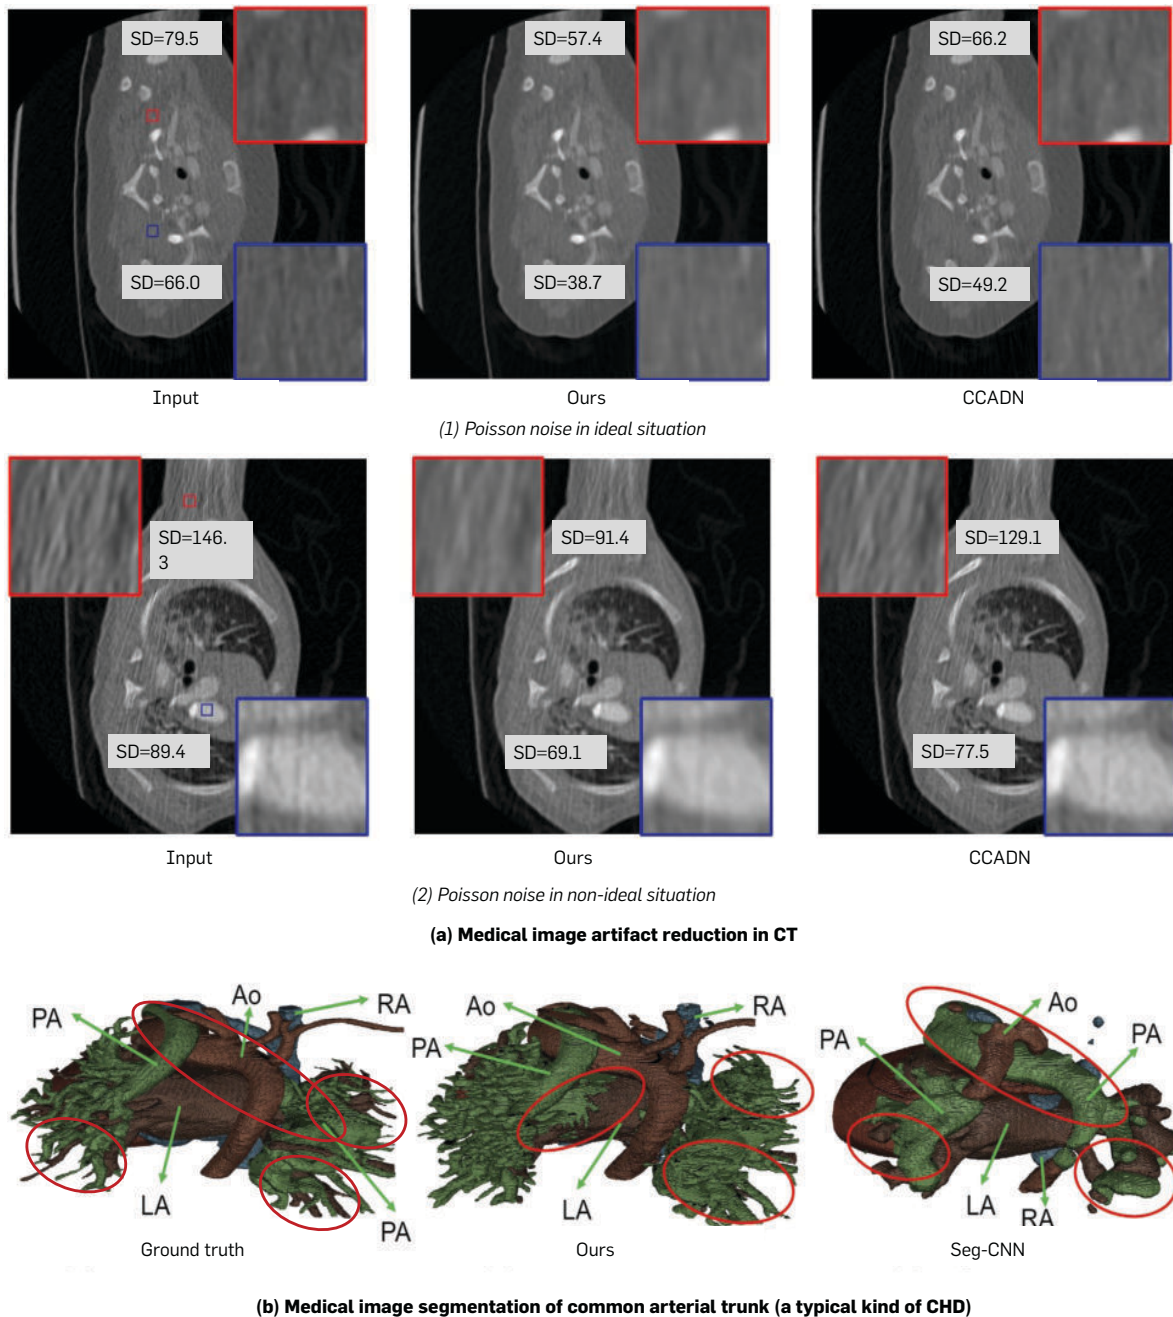 SD=79.5
SD=57.4
SD=66.2
SD=66.0
SD=38.7
SD=49.2
Input
Ours
CCADN
(1) Poisson noise in ideal situation
SD=146.
3
SD=91.4
SD=129.1
SD=89.4
SD=69.1
SD=77.5
Input
Ours
CCADN
(2) Poisson noise in non-ideal situation
(a) Medical image artifact reduction in CT
PA
Ao
RA
LA
PA
Ground truth
Ao
RA
PA
LA
Ours
Ao
PA
PA
LA
RA
Seg-CNN
(b) Medical image segmentation of common arterial trunk (a typical kind of CHD)